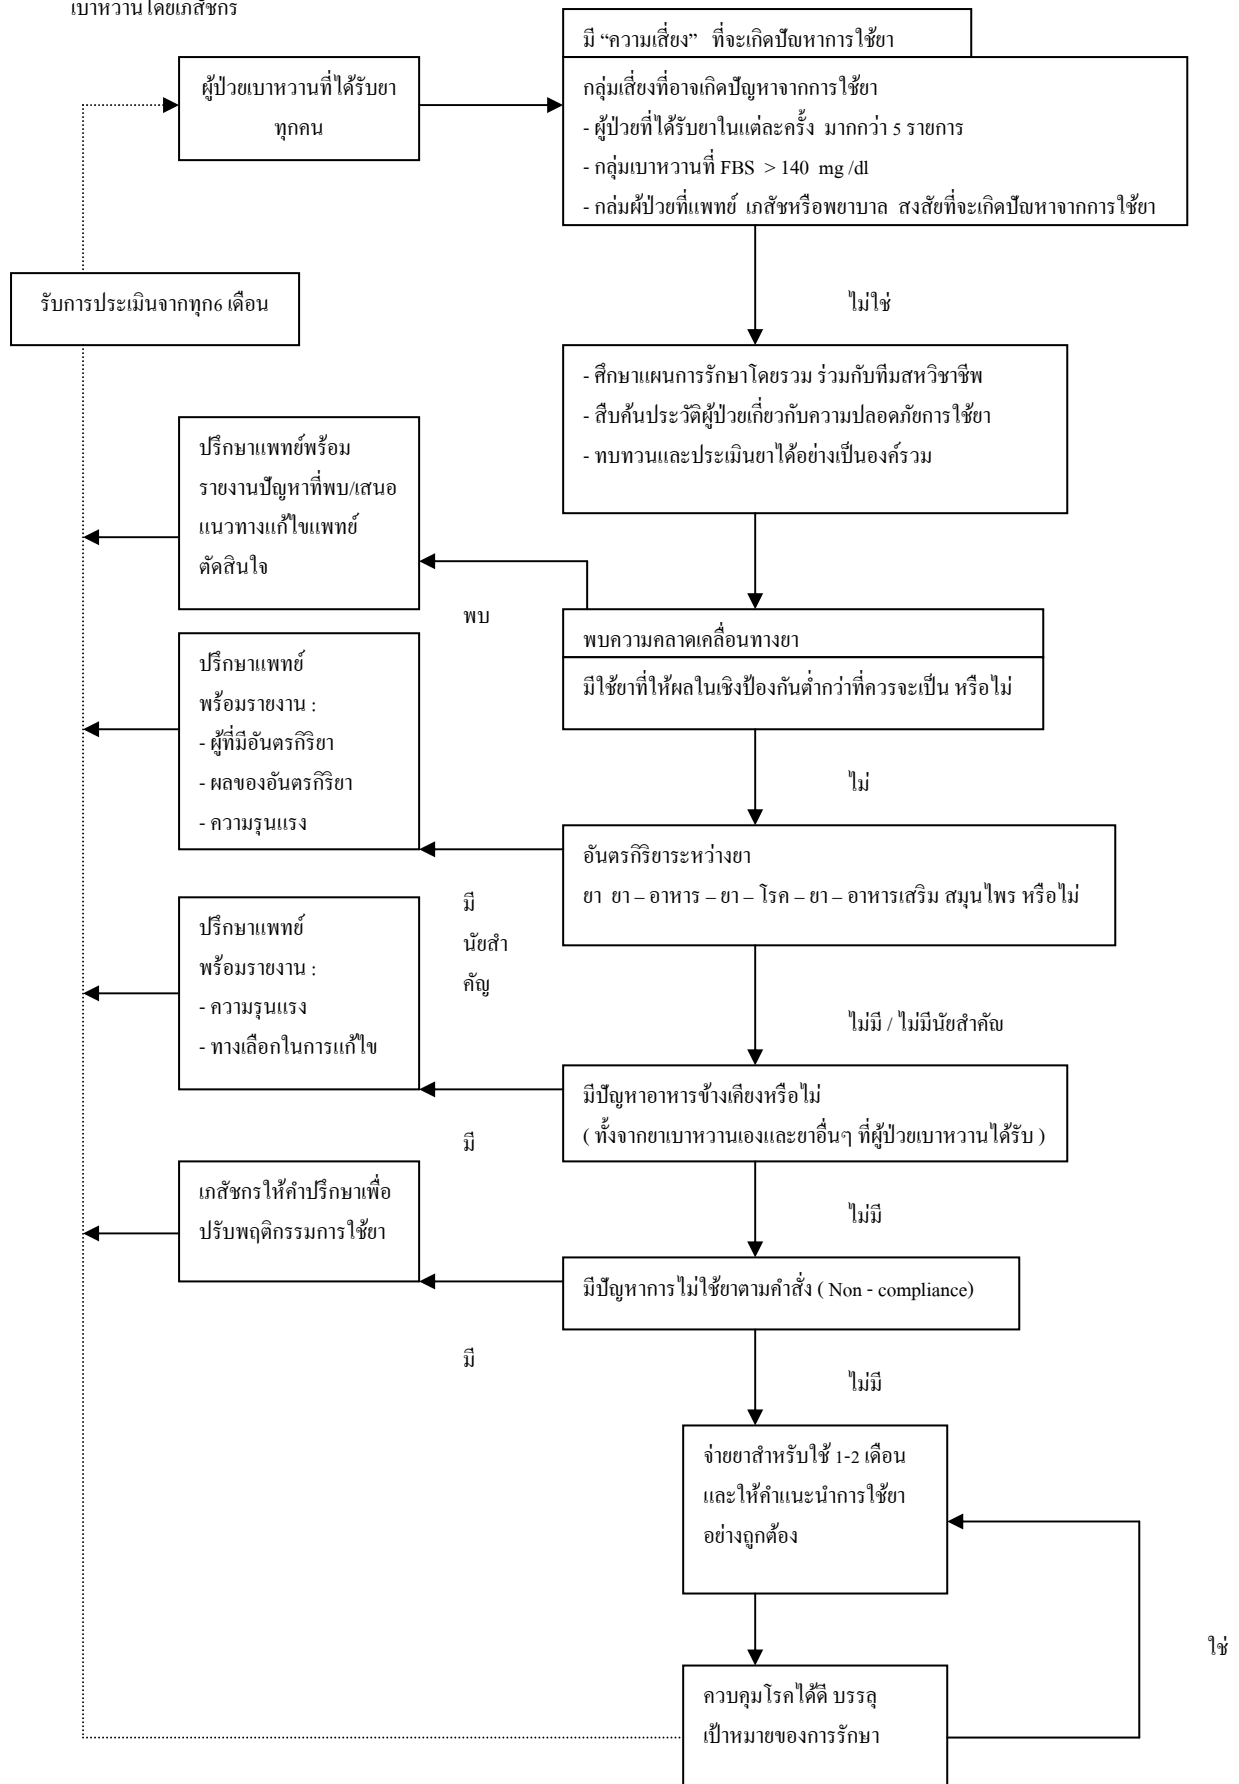 เบาหวานโดยเภสัชกร
มี “ความเสี่ยง” ที่จะเกิดปัญหาการใช้ยา
ผู้ป่วยเบาหวานที่ได้รับยา
ทุกคน
กลุ่มเสี่ยงที่อาจเกิดปัญหาจากการใช้ยา
- ผู้ป่วยที่ได้รับยาในแต่ละครั้ง มากกว่า 5 รายการ
- กลุ่มเบาหวานที่ FBS > 140 mg /dl
- กลุ่มผู้ป่วยที่แพทย์ เภสัชหรือพยาบาล สงสัยที่จะเกิดปัญหาจากการใช้ยา
รับการประเมินจากทุก6 เดือน
ไม่ใช่
- ศึกษาแผนการรักษาโดยรวม ร่วมกับทีมสหวิชาชีพ
- สืบค้นประวัติผู้ป่วยเกี่ยวกับความปลอดภัยการใช้ยา
- ทบทวนและประเมินยาได้อย่างเป็นองค์รวม
ปรึกษาแพทย์พร้อม
รายงานปัญหาที่พบ/เสนอ
แนวทางแก้ไขแพทย์
ตัดสินใจ
พบ
พบความคลาดเคลื่อนทางยา
มีใช้ยาที่ให้ผลในเชิงป้องกันต่ำกว่าที่ควรจะเป็น หรือไม่
ปรึกษาแพทย์
พร้อมรายงาน :
- ผู้ที่มีอันตรกิริยา
- ผลของอันตรกิริยา
- ความรุนแรง
ไม่
อันตรกิริยาระหว่างยา
ยา ยา – อาหาร – ยา – โรค – ยา – อาหารเสริม สมุนไพร หรือไม่
มี
นัยสำ
คัญ
ปรึกษาแพทย์
พร้อมรายงาน :
- ความรุนแรง
- ทางเลือกในการแก้ไข
ไม่มี / ไม่มีนัยสำคัญ
มีปัญหาอาหารข้างเคียงหรือไม่
( ทั้งจากยาเบาหวานเองและยาอื่นๆ ที่ผู้ป่วยเบาหวานได้รับ )
มี
เภสัชกรให้คำปรึกษาเพื่อ
ปรับพฤติกรรมการใช้ยา
ไม่มี
มีปัญหาการไม่ใช้ยาตามคำสั่ง ( Non - compliance)
มี
ไม่มี
จ่ายยาสำหรับใช้ 1-2 เดือน
และให้คำแนะนำการใช้ยา
อย่างถูกต้อง
ใช่
ควบคุมโรคได้ดี บรรลุ
เป้าหมายของการรักษา